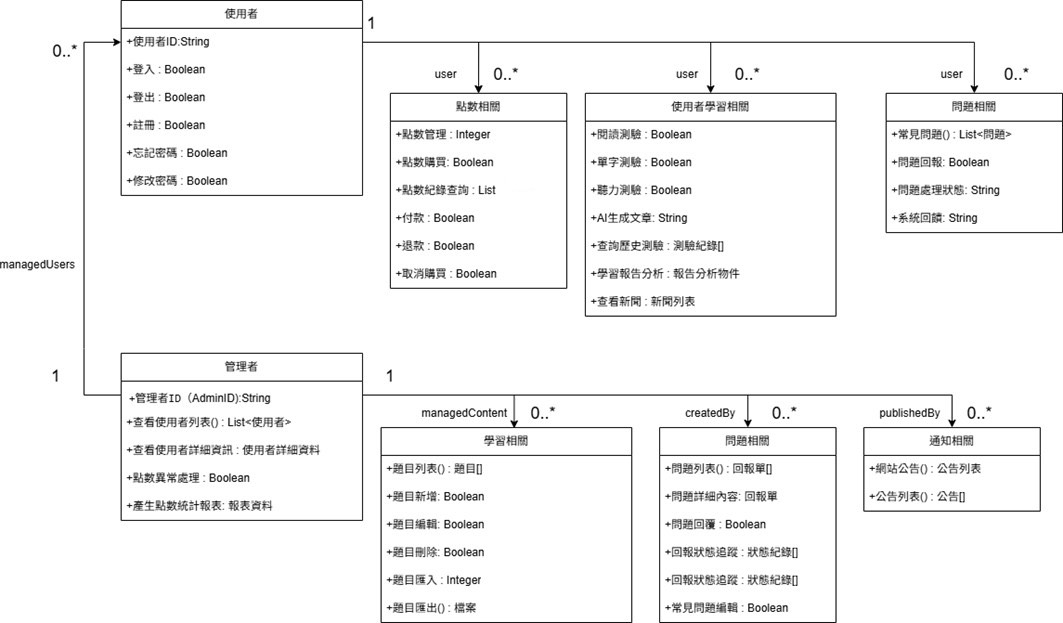 使用者
+使用者ID:String
+登入 : Boolean
+登出 : Boolean
+註冊 : Boolean
+忘記密碼 : Boolean
+修改密碼 : Boolean
1
0..*
user
0..*
點數相關
+點數管理 : Integer
+點數購買: Boolean
+點數紀錄查詢 : List
+付款 : Boolean
+退款 : Boolean
+取消購買 : Boolean
user
0..*
使用者學習相關
+閱讀測驗 : Boolean
+單字測驗 : Boolean
+聽力測驗 : Boolean
+AI生成文章: String
+查詢歷史測驗 : 測驗紀錄[]
+學習報告分析 : 報告分析物件
+查看新聞 : 新聞列表
user
0..*
問題相關
+常見問題() : List<問題>
+問題回報: Boolean
+問題處理狀態: String
+系統回饋: String
managedUsers
1
管理者
+管理者ID（AdminID):String
+查看使用者列表() : List<使用者>
+查看使用者詳細資訊 : 使用者詳細資料
+點數異常處理 : Boolean
+產生點數統計報表: 報表資料
1
managedContent
0..*
學習相關
+題目列表() : 題目[]
+題目新增: Boolean
+題目編輯: Boolean
+題目刪除: Boolean
+題目匯入 : Integer
+題目匯出() : 檔案
createdBy
0..*
問題相關
+問題列表() : 回報單[]
+問題詳細內容: 回報單
+問題回覆 : Boolean
+回報狀態追蹤 : 狀態紀錄[]
+回報狀態追蹤 : 狀態紀錄[]
+常見問題編輯 : Boolean
publishedBy
0..*
通知相關
+網站公告() : 公告列表
+公告列表() : 公告[]